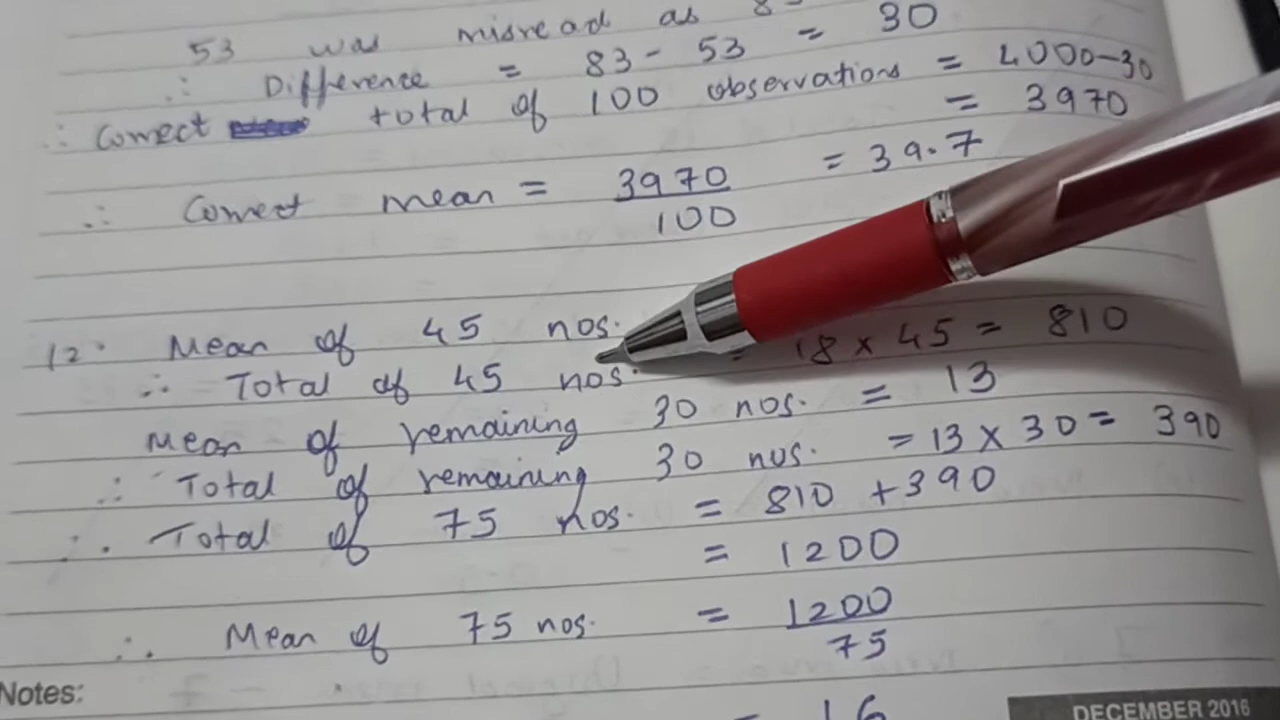 53 was misread as 8
∴ Difference = 83 - 53 = 30
∴ Correct total of 100 observations = 4000-30
= 3970
∴ Correct mean = 3970/100 = 39.7
12. Mean of 45 nos.
∴ Total of 45 nos. = 18 x 45 = 810
Mean of remaining 30 nos. = 13
∴ Total of remaining 30 nos. = 13 X 30 = 390
∴ Total of 75 nos. = 810 + 390
= 1200
∴ Mean of 75 nos. = 1200/75
= 16
Notes:
DECEMBER 2016